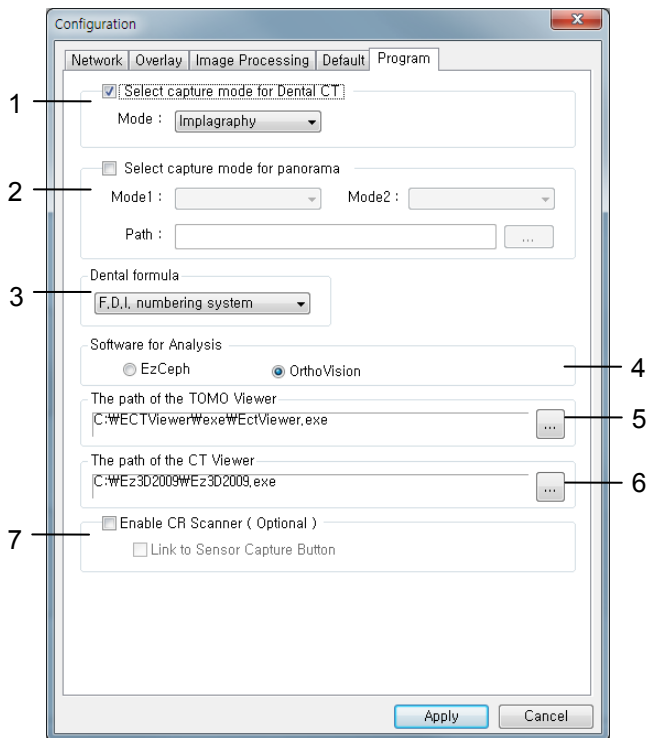 Configuration
Network Overlay Image Processing Default Program
1
Select capture mode for Dental CT
Mode : Implagraphy
2
Select capture mode for panorama
Mode1 : Mode2 :
Path : ...
Dental formula
3
F.D.I. numbering system
Software for Analysis
EzCeph OrthoVision
4
The path of the TOMO Viewer
C:₩ECTViewer₩exe₩EctViewer.exe
... 5
The path of the CT Viewer
C:₩Ez3D2009₩Ez3D2009.exe
... 6
7
Enable CR Scanner ( Optional )
Link to Sensor Capture Button
Apply Cancel